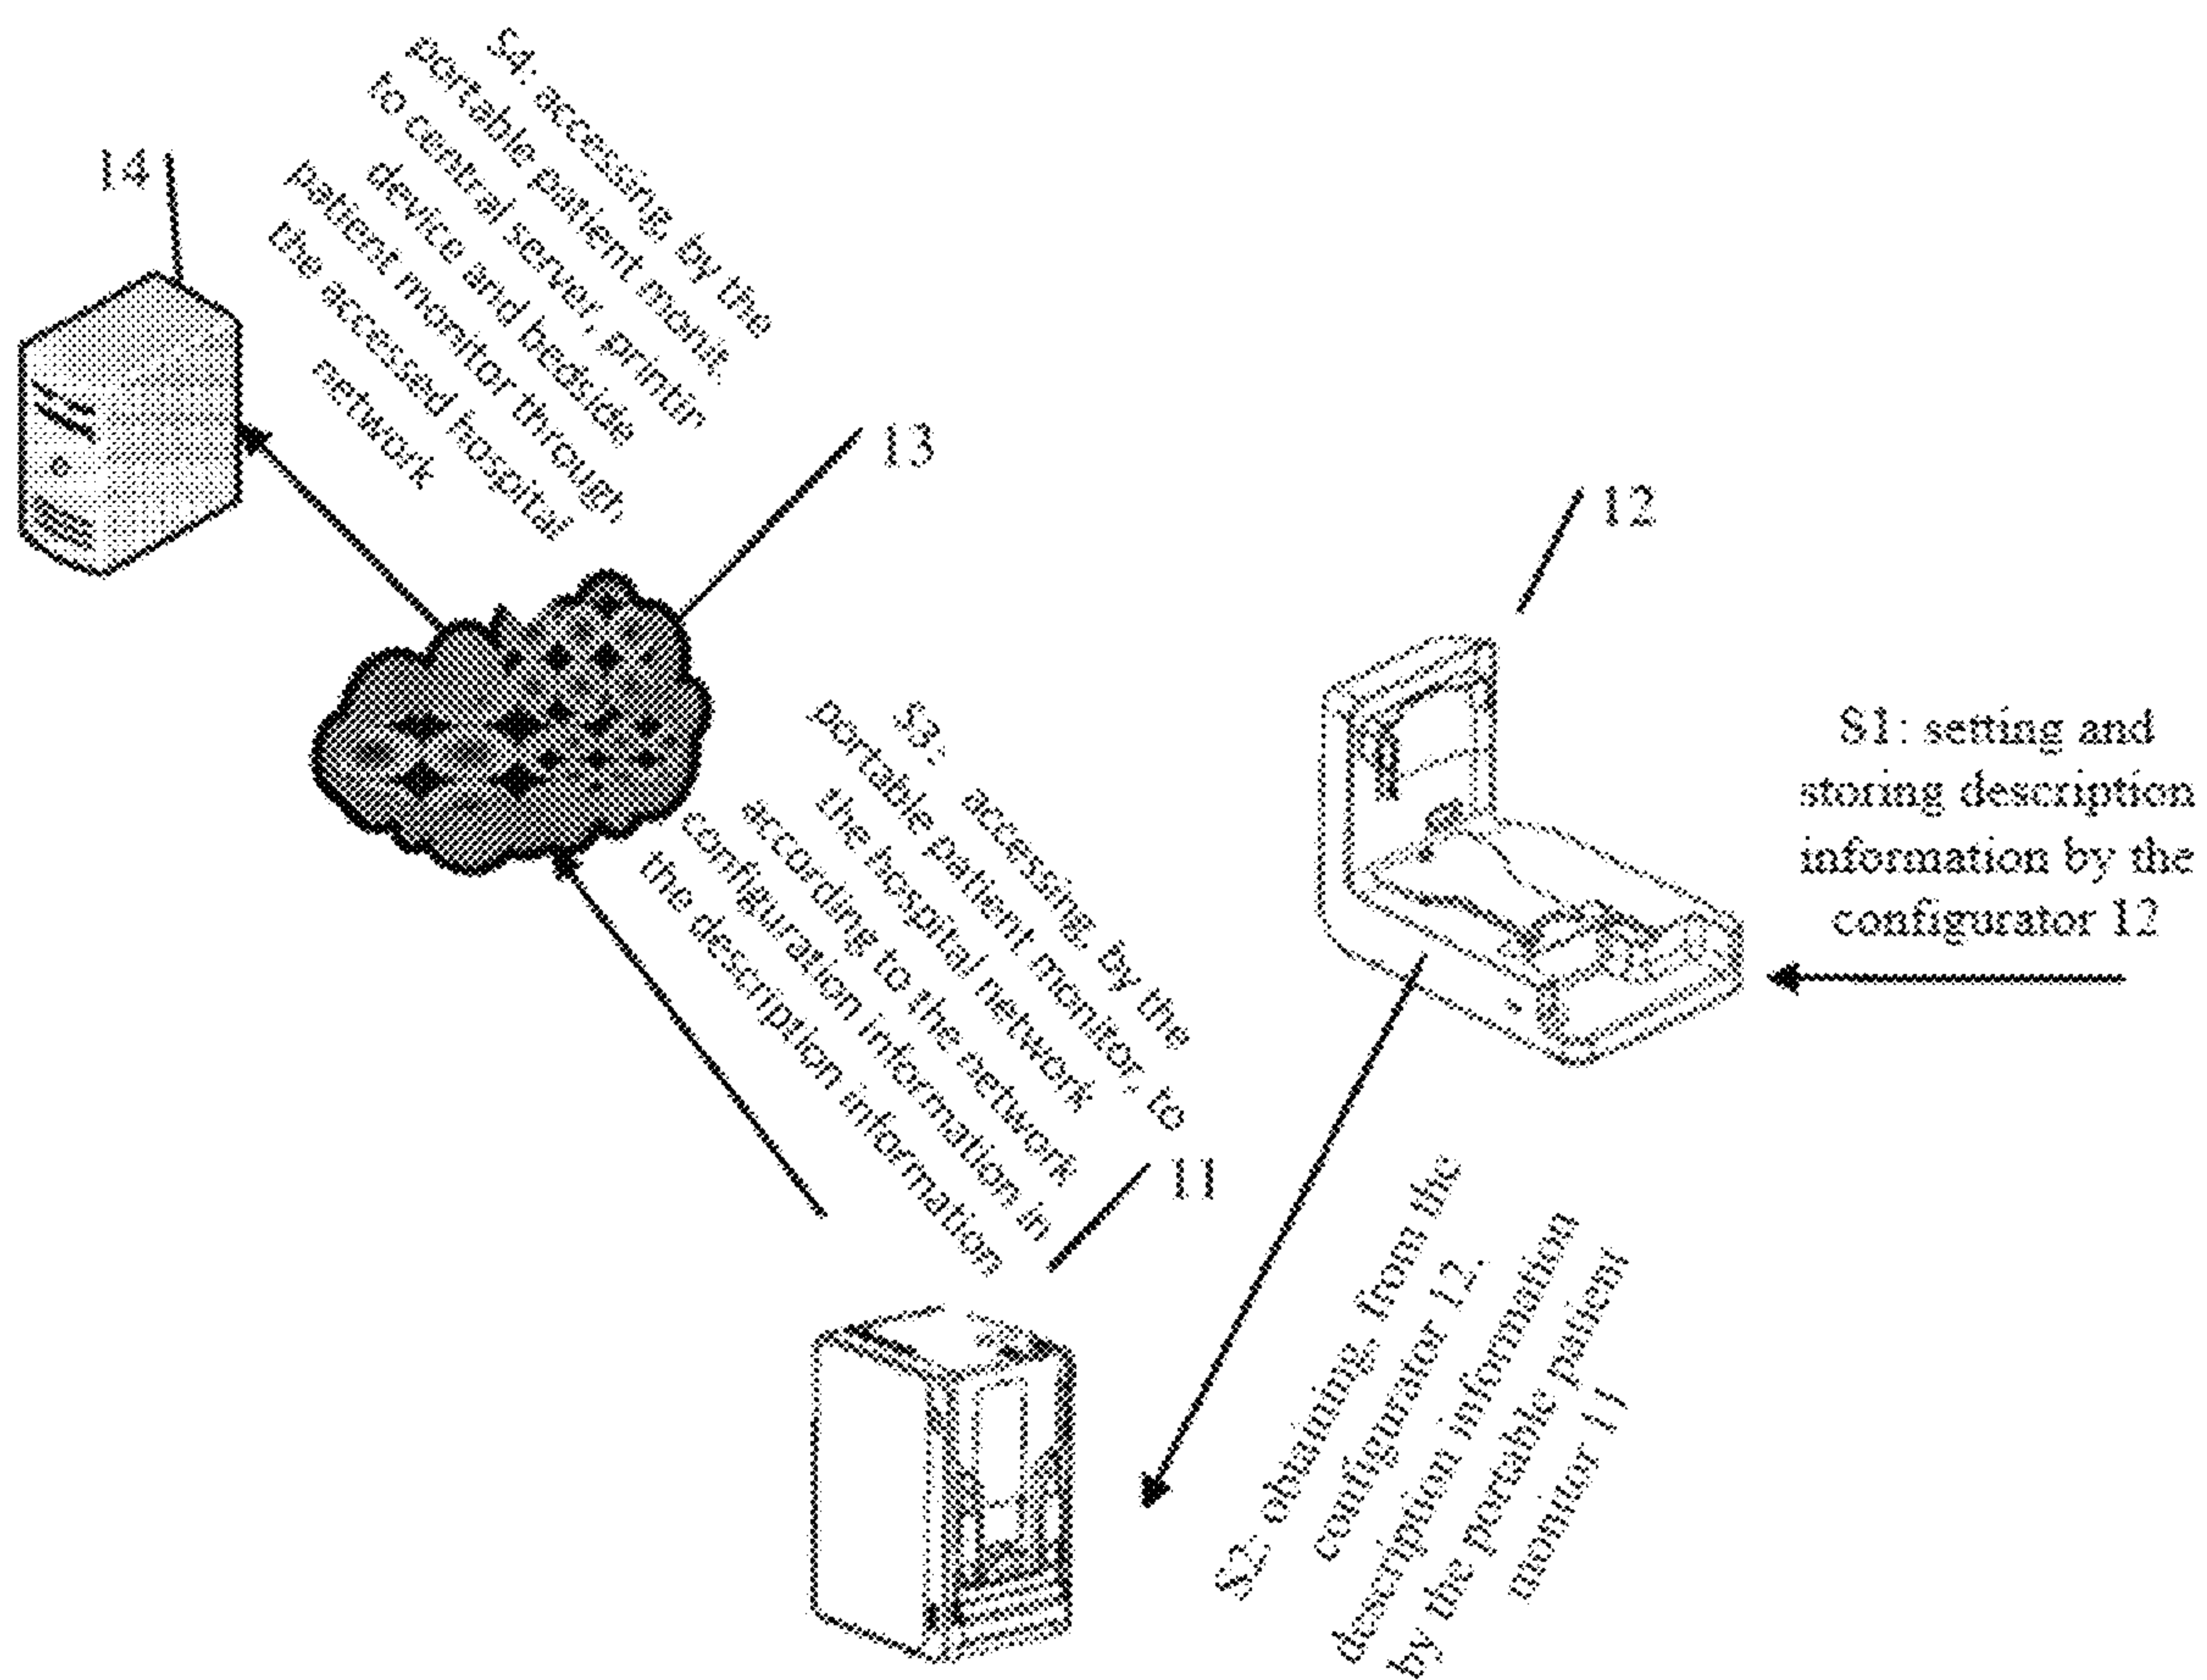 14
S4: accessing, by the
portable patient monit
to central server, printin
device and bedside
patient monitor through
the accessed hospital
network
13
12
S1: setting and
storing description
information by the
configurator 12
S3: accessing, by the
portable patient monitor, to
the hospital network
according to the network
configuration information in
the description information
11
S2: obtaining, from the
configurator 12,
description information
by the portable patient
monitor 11